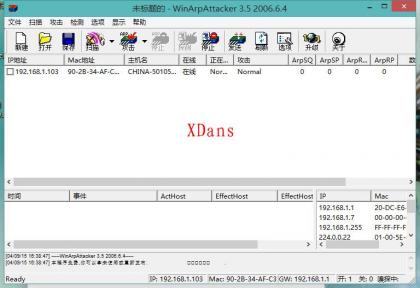 未标题的 - WinArpAttacker 3.5 2006.6.4
文件 扫描 攻击 检测 选项 显示 帮助
新建 打开 保存 扫描 攻击 停止 探测 停止 发送 刷新 选项 升级 关于
IP地址 Mac地址 主机名 在线 正在... 攻击 ArpSQ ArpSP ArpR... ArpRP 数
192.168.1.103 90-2B-34-AF-C... CHINA-50105... 在线 Nor... Normal 0 0 0 0
XDans
时间 事件 ActHost EffectHost EffectHost
IP Mac
192.168.1.1 20-DC-E6-
192.168.1.7
192.168.1.255 FF-FF-FF-F
224.0.0.22 01-00-5E-
[04/09/15 16:38:47] ----WinArpAttacker 3.5 2006.6.4----
[04/09/15 16:38:47]
Ready IP: 192.168.1.103 Mac: 90-2B-34-AF-C3 GW: 192.168.1.1 开: 1 关: 0 嗅探中: